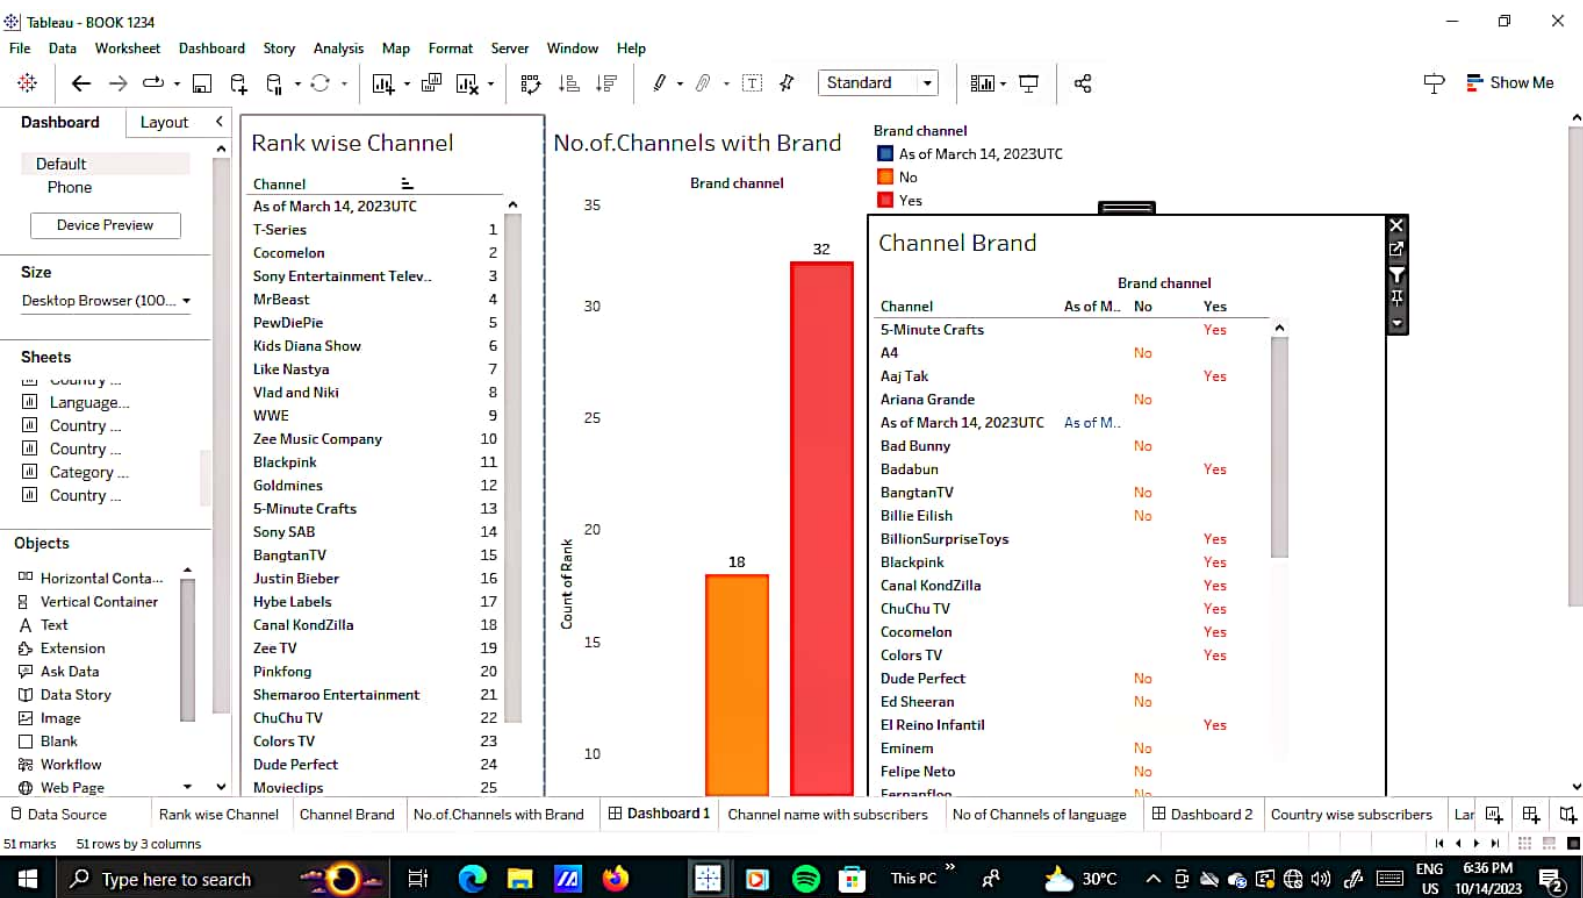 Tableau - BOOK 1234
File Data Worksheet Dashboard Story Analysis Map Format Server Window Help
Standard
Show Me
Dashboard Layout
Default
Phone
Device Preview
Size
Desktop Browser (100...
Sheets
Country ...
Language...
Country ...
Country ...
Category ...
Country ...
Objects
Horizontal Conta...
Vertical Container
Text
Extension
Ask Data
Data Story
Image
Blank
Workflow
Web Page
Rank wise Channel
Channel
As of March 14, 2023UTC
T-Series 1
Cocomelon 2
Sony Entertainment Telev.. 3
MrBeast 4
PewDiePie 5
Kids Diana Show 6
Like Nastya 7
Vlad and Niki 8
WWE 9
Zee Music Company 10
Blackpink 11
Goldmines 12
5-Minute Crafts 13
Sony SAB 14
BangtanTV 15
Justin Bieber 16
Hybe Labels 17
Canal KondZilla 18
Zee TV 19
Pinkfong 20
Shemaroo Entertainment 21
ChuChu TV 22
Colors TV 23
Dude Perfect 24
Movieclips 25
No.of.Channels with Brand
Brand channel
35
30
25
20
15
10
Count of Rank
18
32
Brand channel
As of March 14, 2023UTC
No
Yes
Channel Brand
Brand channel
Channel As of M.. No Yes
5-Minute Crafts Yes
A4 No
Aaj Tak Yes
Ariana Grande No
As of March 14, 2023UTC As of M..
Bad Bunny No
Badabun Yes
BangtanTV No
Billie Eilish No
BillionSurpriseToys Yes
Blackpink Yes
Canal KondZilla Yes
ChuChu TV Yes
Cocomelon Yes
Colors TV Yes
Dude Perfect No
Ed Sheeran No
El Reino Infantil Yes
Eminem No
Felipe Neto No
Fernanfloo No
Data Source Rank wise Channel Channel Brand No.of.Channels with Brand Dashboard 1 Channel name with subscribers No of Channels of language Dashboard 2 Country wise subscribers Lar
51 marks 51 rows by 3 columns
Type here to search
This PC
30°C
ENG
US
6:36 PM
10/14/2023
2